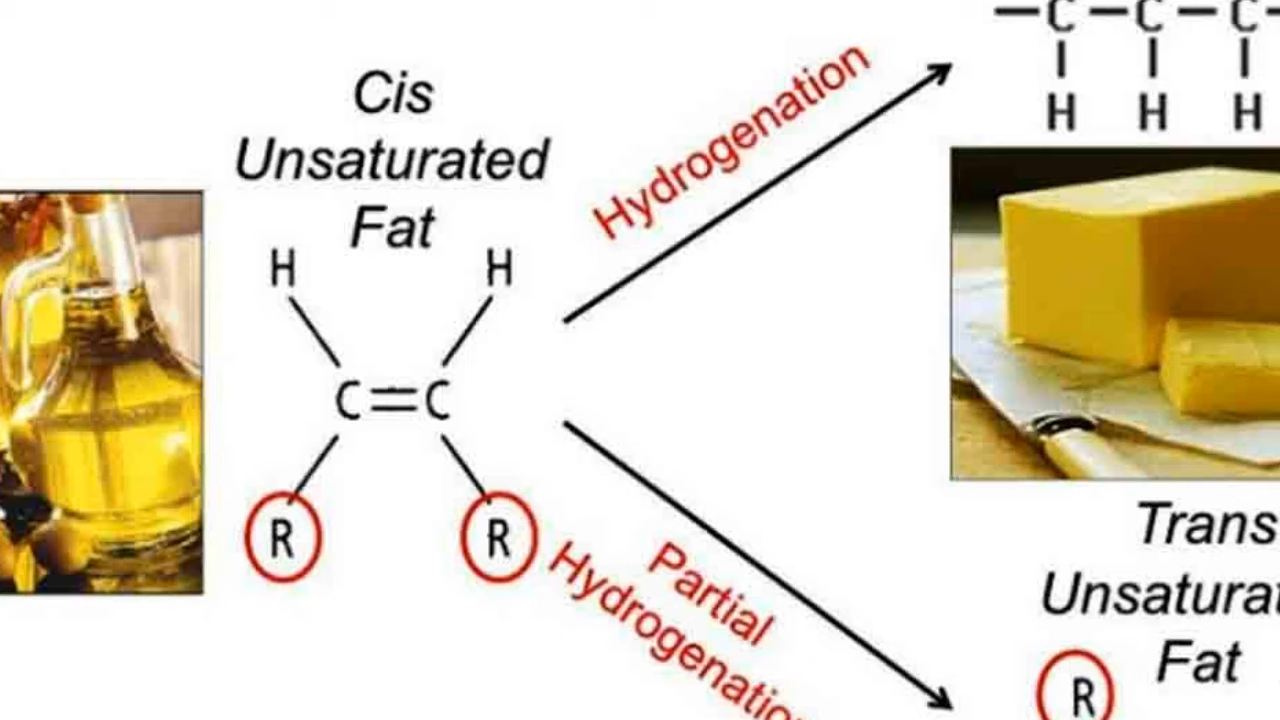 Cis
Unsaturated
Fat
H H
C=C
R R
Hydrogenation
Partial
Hydrogenation
–C–C–C–
H H H
Trans
Unsaturat
Fat
R